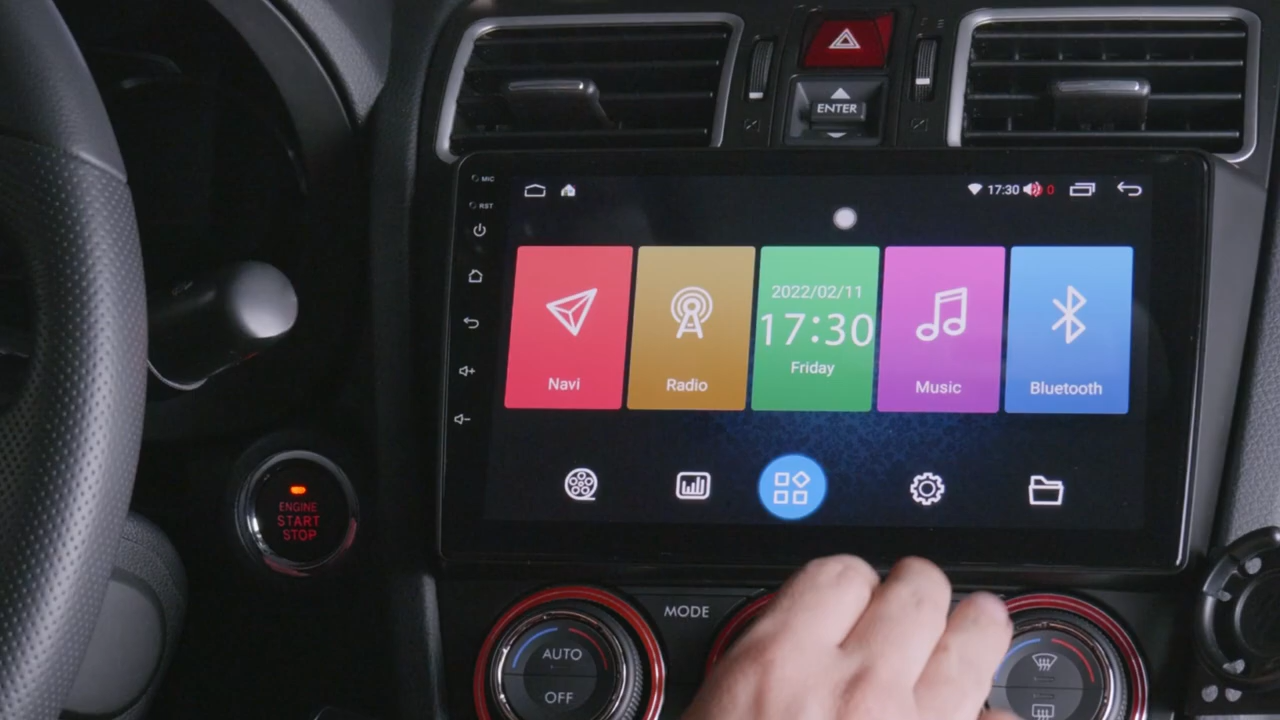 ENTER
MIC
17:30 0
RST
2022/02/11
17:30
Friday
Navi
Radio
Music
Bluetooth
ENGINE
START
STOP
MODE
AUTO
OFF